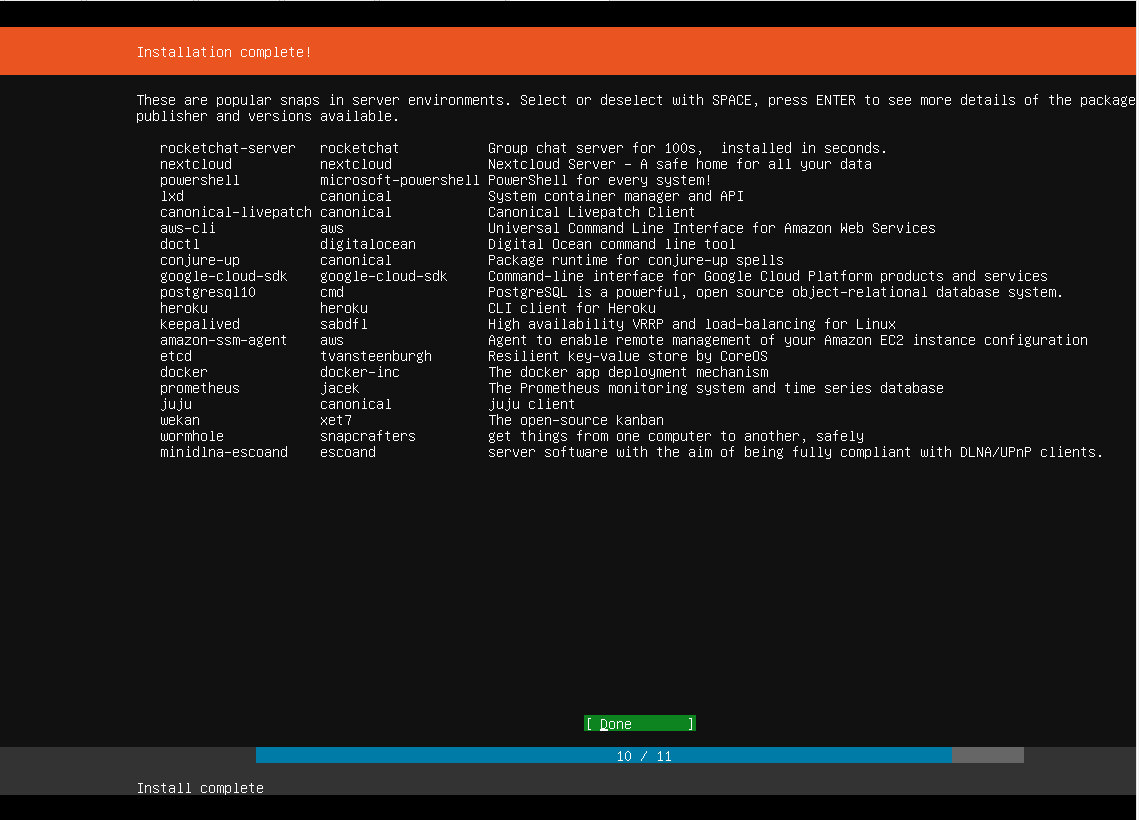 Installation complete!
These are popular snaps in server environments. Select or deselect with SPACE, press ENTER to see more details of the package
publisher and versions available.
rocketchat-server rocketchat Group chat server for 100s, installed in seconds.
nextcloud nextcloud Nextcloud Server - A safe home for all your data
powershell microsoft-powershell PowerShell for every system!
lxd canonical System container manager and API
canonical-livepatch canonical Canonical Livepatch Client
aws-cli aws Universal Command Line Interface for Amazon Web Services
doctl digitalocean Digital Ocean command line tool
conjure-up canonical Package runtime for conjure-up spells
google-cloud-sdk google-cloud-sdk Command-line interface for Google Cloud Platform products and services
postgresql10 cmd PostgreSQL is a powerful, open source object-relational database system.
heroku heroku CLI client for Heroku
keepalived sabdfl High availability VRRP and load-balancing for Linux
amazon-ssm-agent aws Agent to enable remote management of your Amazon EC2 instance configuration
etcd tvansteenburgh Resilient key-value store by CoreOS
docker docker-inc The docker app deployment mechanism
prometheus jacek The Prometheus monitoring system and time series database
juju canonical juju client
wekan xet7 The open-source kanban
wormhole snapcrafters get things from one computer to another, safely
minidlna-escoand escoand server software with the aim of being fully compliant with DLNA/UPnP clients.
[ Done ]
10 / 11
Install complete